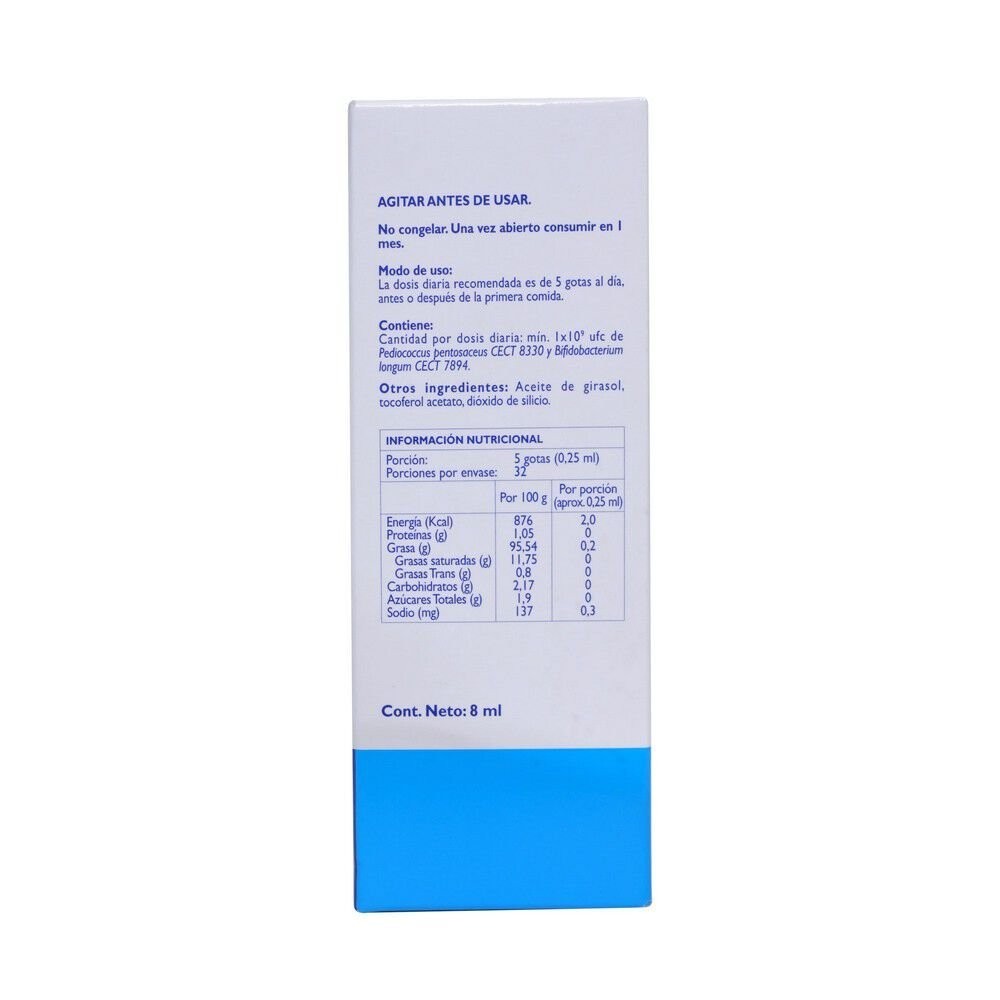 AGITAR ANTES DE USAR.
No congelar. Una vez abierto consumir en 1
mes.
Modo de uso:
La dosis diaria recomendada es de 5 gotas al día,
antes o después de la primera comida.
Contiene:
Cantidad por dosis diaria: mín. 1x10⁹ ufc de
Pediococcus pentosaceus CECT 8330 y Bifidobacterium
longum CECT 7894.
Otros ingredientes: Aceite de girasol,
tocoferol acetato, dióxido de silicio.
INFORMACIÓN NUTRICIONAL
Porción: 5 gotas (0,25 ml)
Porciones por envase: 32
Por 100 g Por porción
(aprox. 0,25 ml)
Energía (Kcal) 876 2,0
Proteínas (g) 1,05 0
Grasa (g) 95,54 0,2
Grasas saturadas (g) 11,75 0
Grasas Trans (g) 0,8 0
Carbohidratos (g) 2,17 0
Azúcares Totales (g) 1,9 0
Sodio (mg) 137 0,3
Cont. Neto: 8 ml